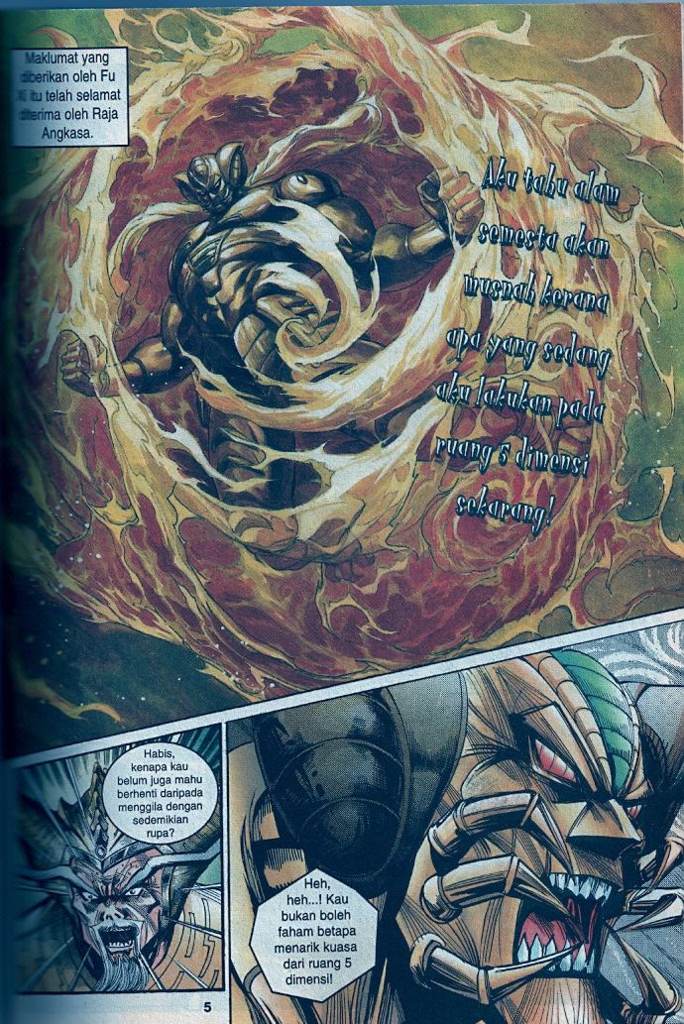 Maklumat yang
diberikan oleh Fu
Xi itu telah selamat
diterima oleh Raja
Angkasa.
Aku tahu alam
semesta akan
musnah kerana
apa yang sedang
aku lakukan pada
ruang 5 dimensi
sekarang!
Habis,
kenapa kau
belum juga mahu
berhenti daripada
menggila dengan
sedemikian
rupa?
Heh,
heh...! Kau
bukan boleh
faham betapa
menarik kuasa
dari ruang 5
dimensi!
5